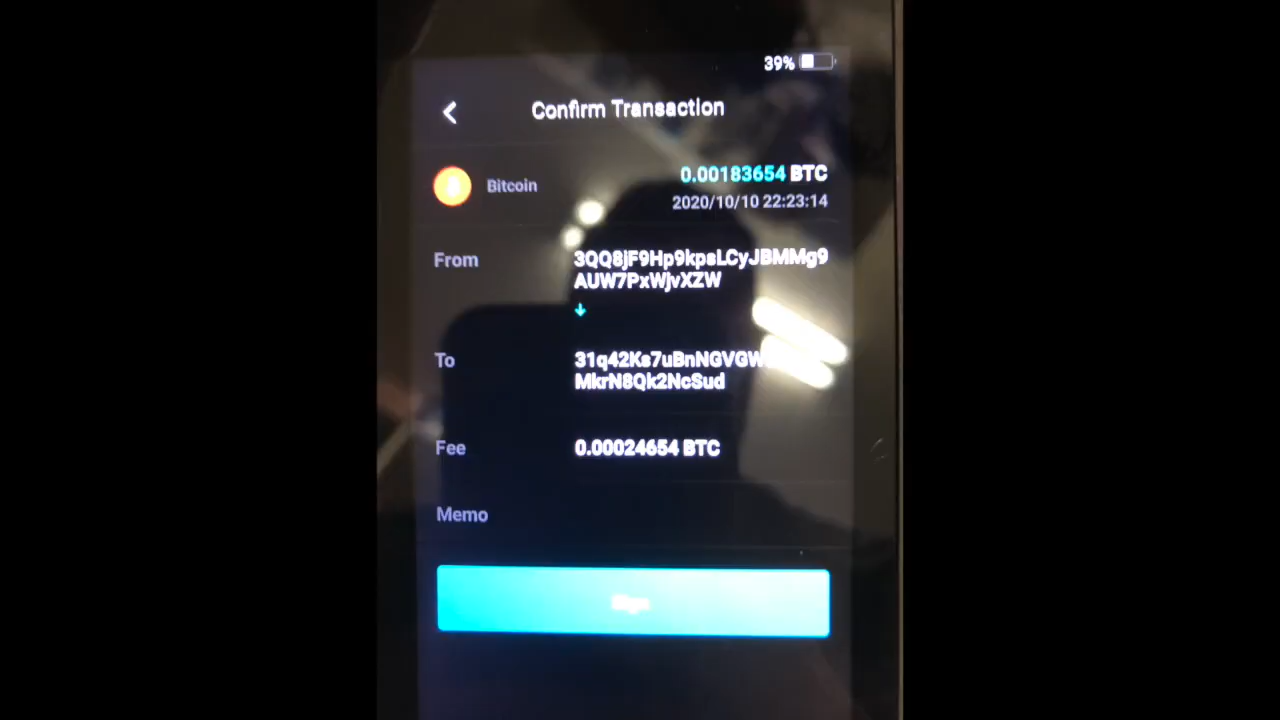 39%
Confirm Transaction
Bitcoin
0.00183654 BTC
2020/10/10 22:23:14
From
3QQ8jF9Hp9kpsLCyJBMMg9
AUW7PxWjvXZW
To
MkrN8Qk2NcSud
Fee
0.00024654 BTC
Memo
Sign